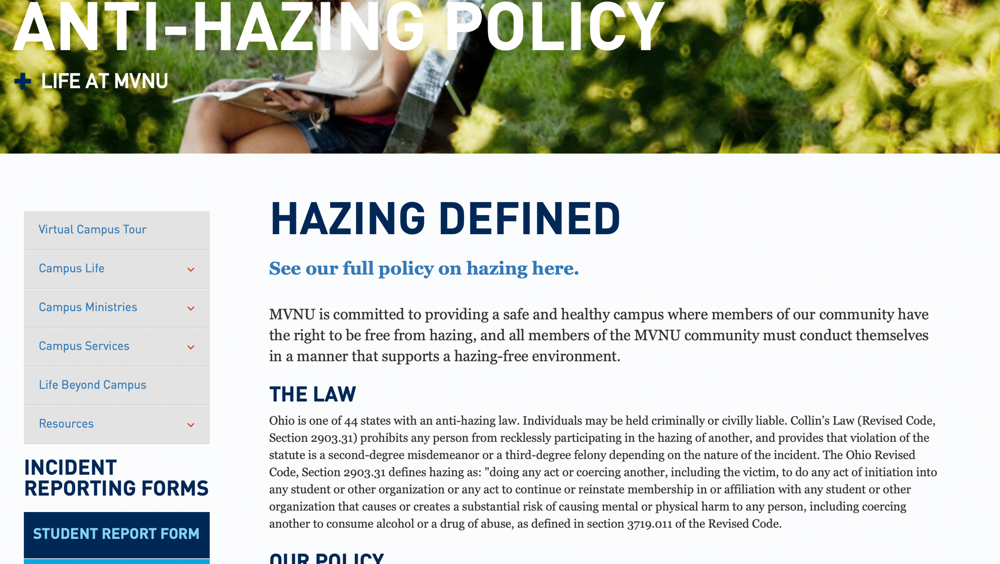 ANTI-HAZING POLICY
LIFE AT MVNU
Virtual Campus Tour
Campus Life
Campus Ministries
Campus Services
Life Beyond Campus
Resources
INCIDENT
REPORTING FORMS
STUDENT REPORT FORM
HAZING DEFINED
See our full policy on hazing here.
MVNU is committed to providing a safe and healthy campus where members of our community have
the right to be free from hazing, and all members of the MVNU community must conduct themselves
in a manner that supports a hazing-free environment.
THE LAW
Ohio is one of 44 states with an anti-hazing law. Individuals may be held criminally or civilly liable. Collin’s Law (Revised Code,
Section 2903.31) prohibits any person from recklessly participating in the hazing of another, and provides that violation of the
statute is a second-degree misdemeanor or a third-degree felony depending on the nature of the incident. The Ohio Revised
Code, Section 2903.31 defines hazing as: "doing any act or coercing another, including the victim, to do any act of initiation into
any student or other organization or any act to continue or reinstate membership in or affiliation with any student or other
organization that causes or creates a substantial risk of causing mental or physical harm to any person, including coercing
another to consume alcohol or a drug of abuse, as defined in section 3719.011 of the Revised Code.
OUR POLICY